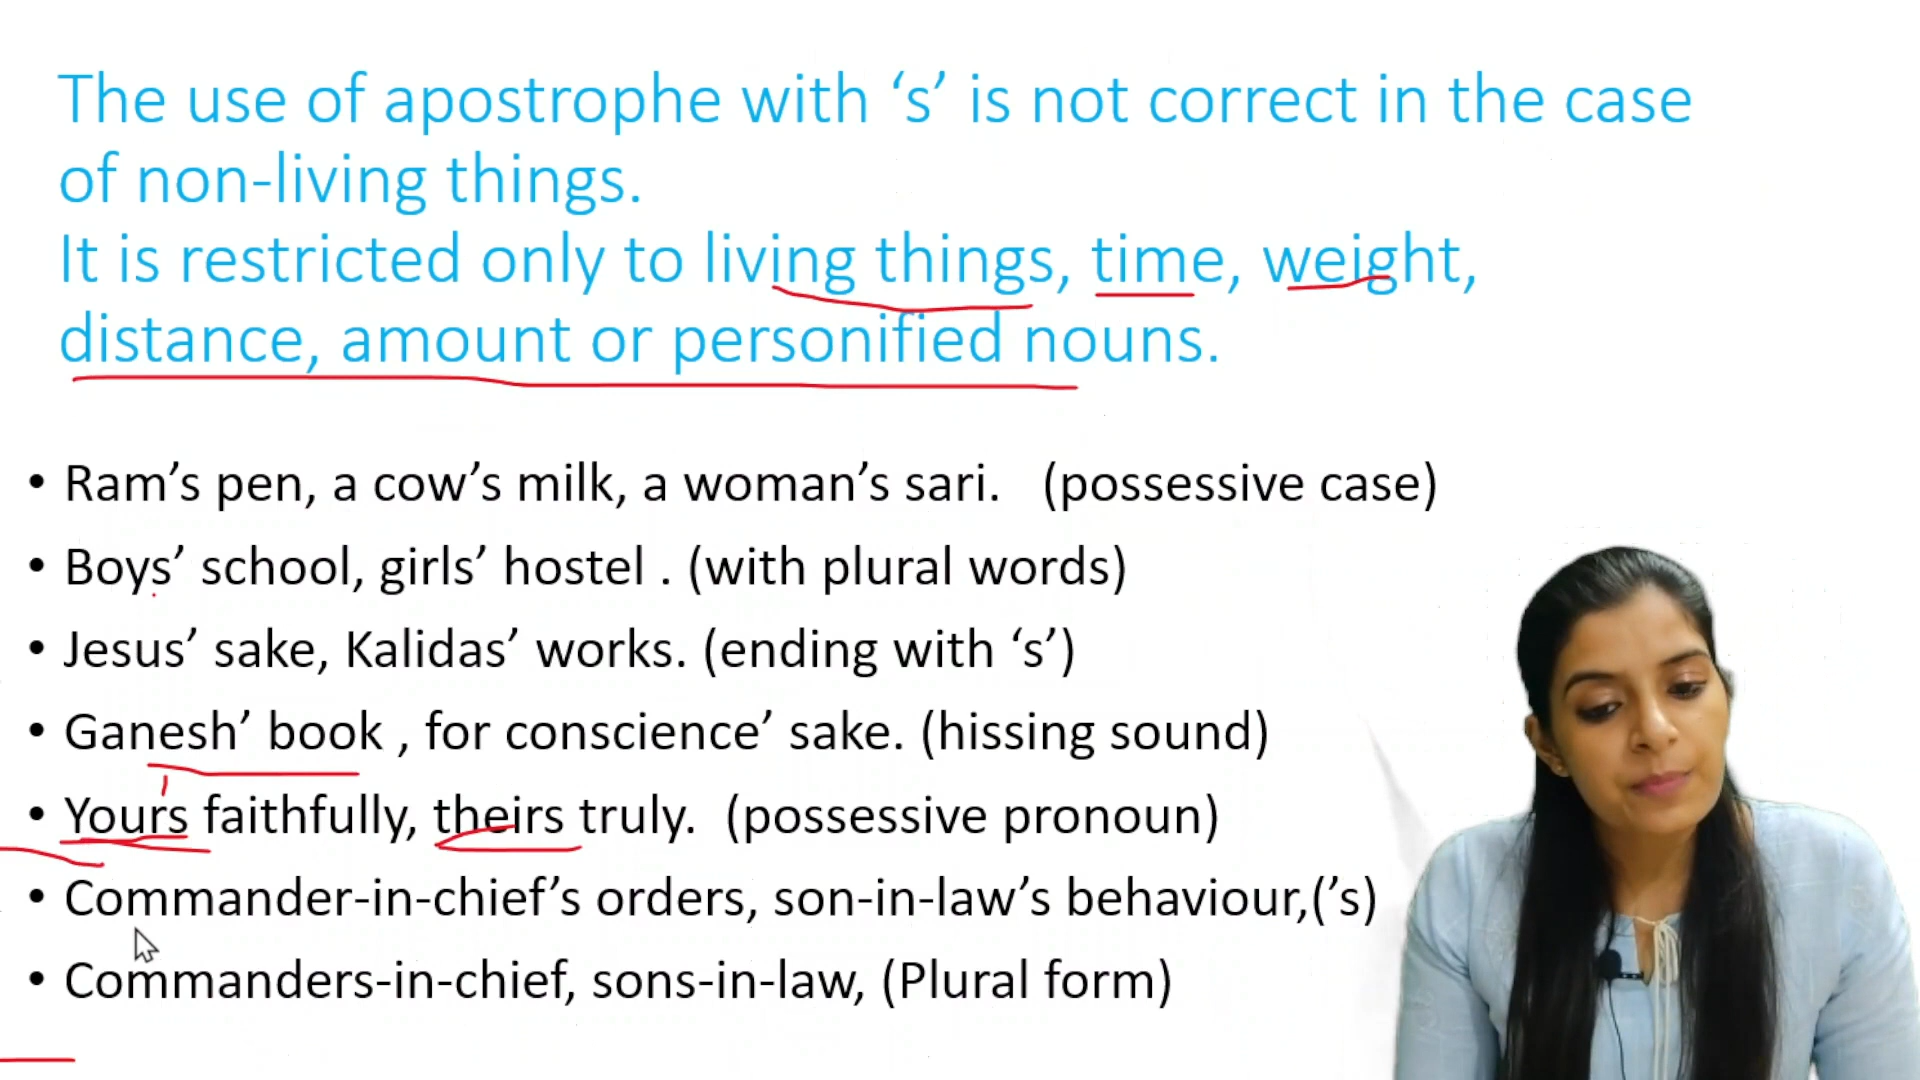 The use of apostrophe with ‘s’ is not correct in the case
of non-living things.
It is restricted only to living things, time, weight,
distance, amount or personified nouns.
• Ram’s pen, a cow’s milk, a woman’s sari. (possessive case)
• Boys’ school, girls’ hostel . (with plural words)
• Jesus’ sake, Kalidas’ works. (ending with ‘s’)
• Ganesh’ book , for conscience’ sake. (hissing sound)
• Yours faithfully, theirs truly. (possessive pronoun)
• Commander-in-chief’s orders, son-in-law’s behaviour,(’s)
• Commanders-in-chief, sons-in-law, (Plural form)